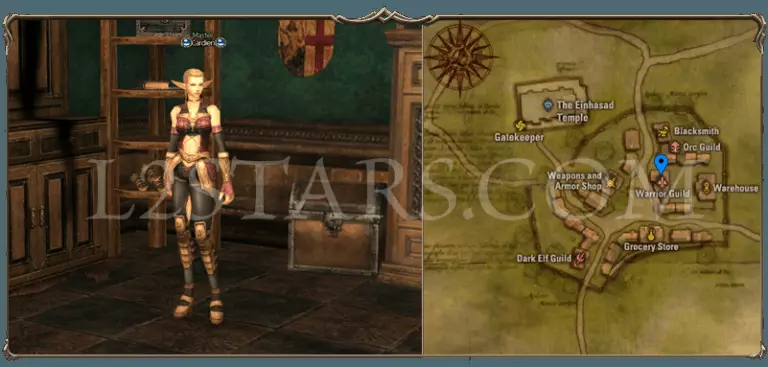 Master
Cardien
L2STARS.COM
The Einhasad
Temple
Gatekeeper
Blacksmith
Orc Guild
Weapons and
Armor Shop
Warrior Guild
Warehouse
Grocery Store
Dark Elf Guild